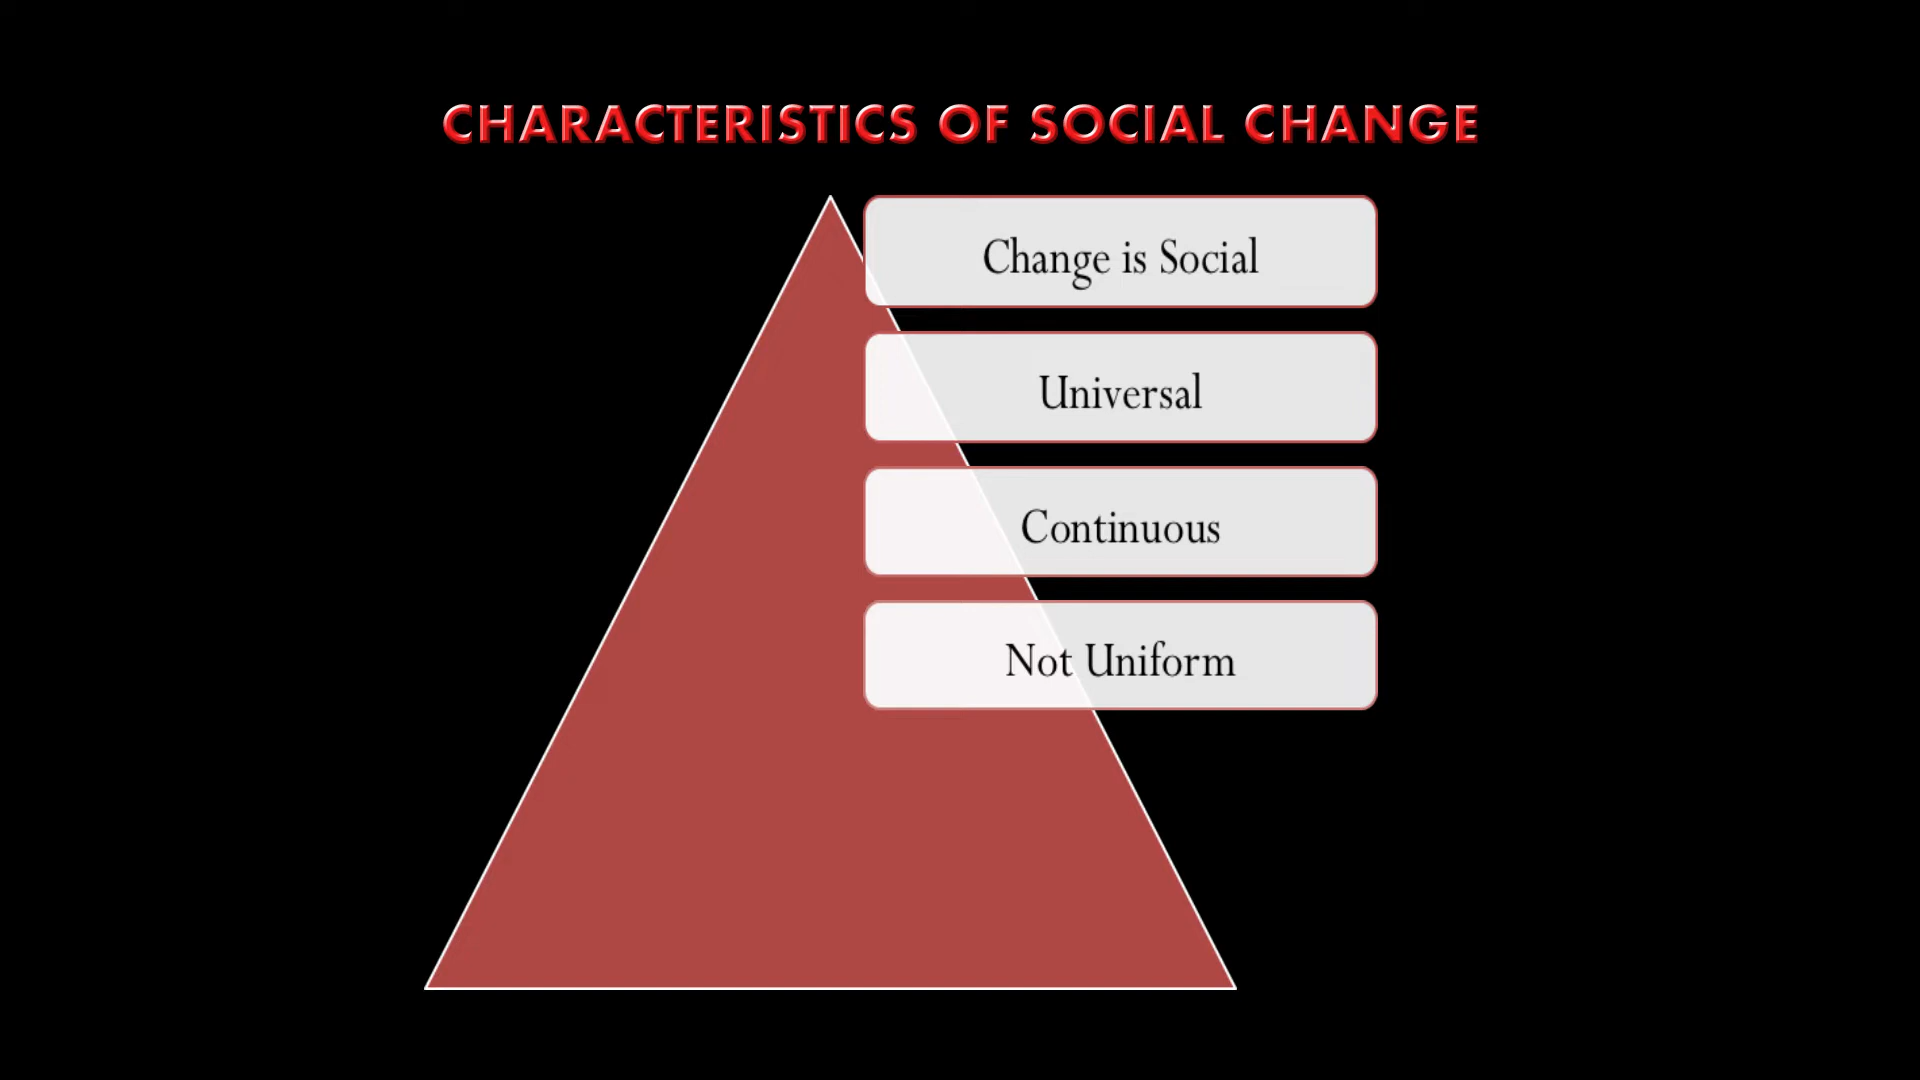 CHARACTERISTICS OF SOCIAL CHANGE
Change is Social
Universal
Continuous
Not Uniform